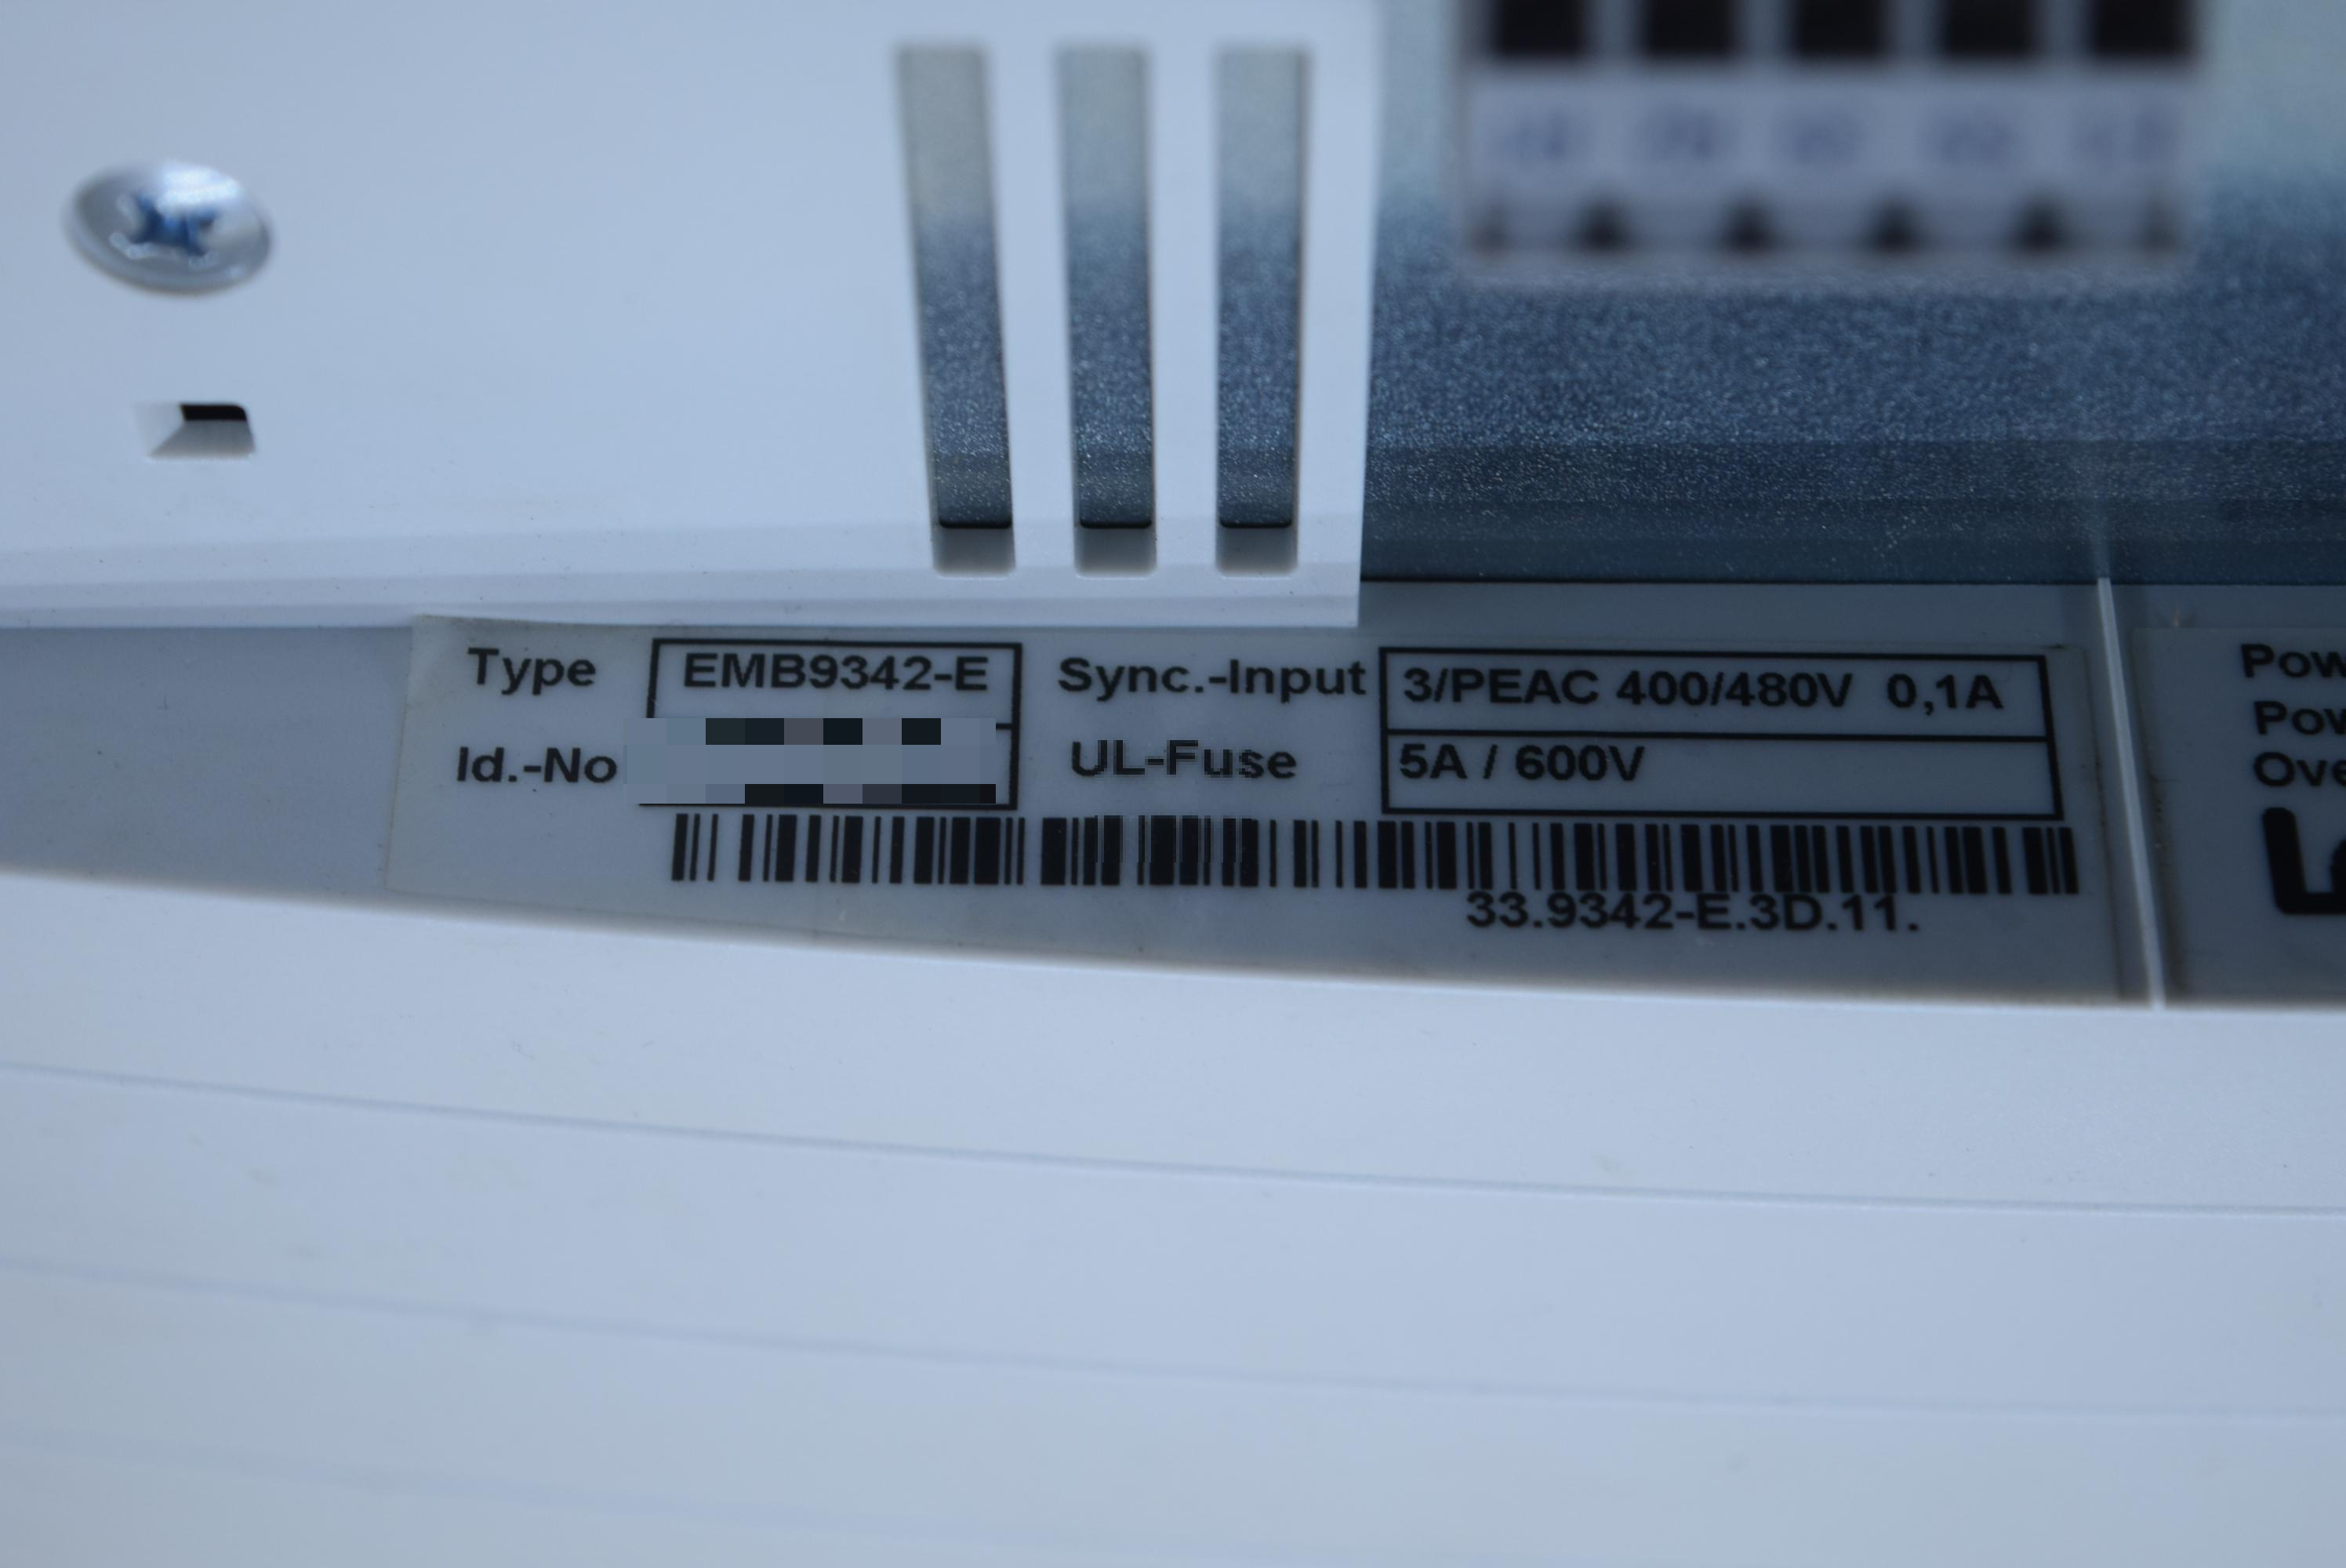 Type EMB9342-E Sync.-Input 3/PEAC 400/480V 0,1A
Id.-No UL-Fuse 5A / 600V
33.9342-E.3D.11.